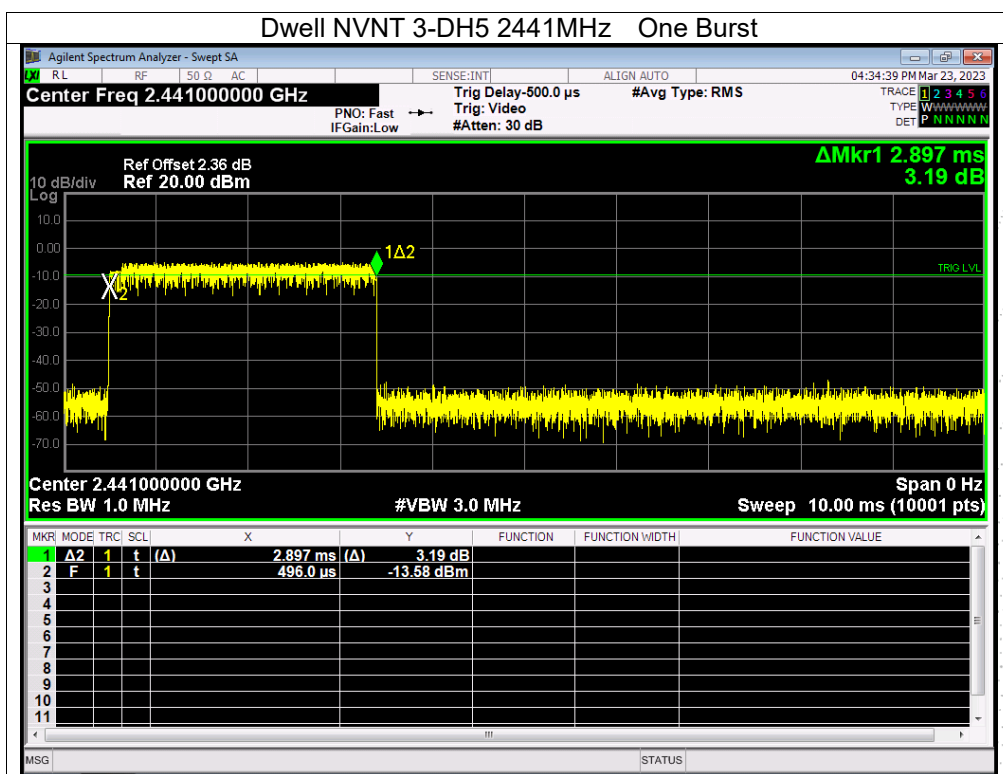 Dwell NVNT 3-DH5 2441MHz One Burst
Agilent Spectrum Analyzer - Swept SA
LXI RL RF 50 Ω AC SENSE:INT ALIGN AUTO 04:34:39 PM Mar 23, 2023
Center Freq 2.441000000 GHz
PNO: Fast
IFGain:Low
Trig Delay-500.0 µs
Trig: Video
#Atten: 30 dB
#Avg Type: RMS
TRACE 1 2 3 4 5 6
TYPE WWWWWWW
DET P N N N N N
ΔMkr1 2.897 ms
3.19 dB
Ref Offset 2.36 dB
10 dB/div Ref 20.00 dBm
Log
10.0
0.00
-10.0
-20.0
-30.0
-40.0
-50.0
-60.0
-70.0
1Δ2
X2
TRIG LVL
Center 2.441000000 GHz Span 0 Hz
Res BW 1.0 MHz #VBW 3.0 MHz Sweep 10.00 ms (10001 pts)
MKR MODE TRC SCL X Y FUNCTION FUNCTION WIDTH FUNCTION VALUE
1 Δ2 1 t (Δ) 2.897 ms (Δ) 3.19 dB
2 F 1 t 496.0 µs -13.58 dBm
3
4
5
6
7
8
9
10
11
MSG STATUS